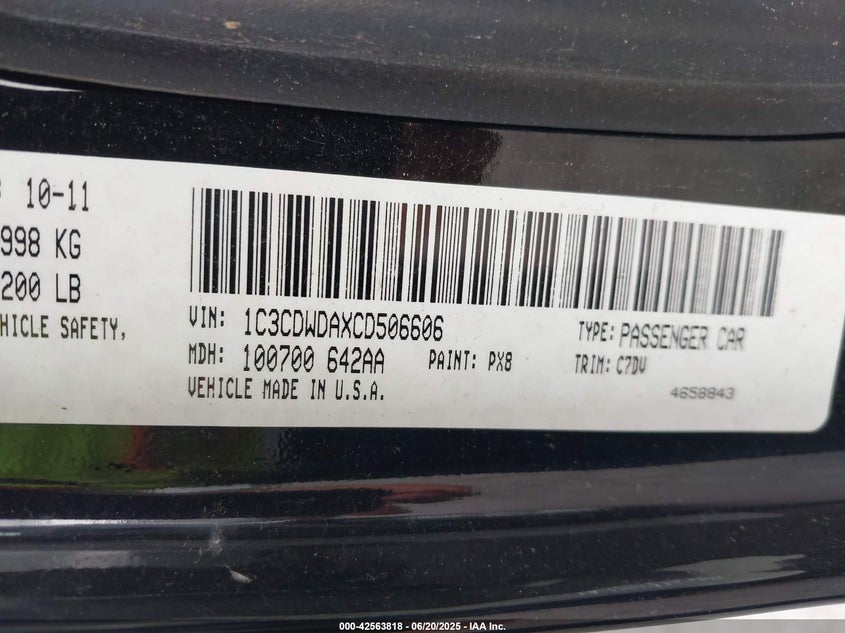 10-11
998 KG
200 LB
HICLE SAFETY,
VIN: 1C3CDWDAXCD506606 TYPE: PASSENGER CAR
MDH: 100700 642AA PAINT: PX8 TRIM: C7DV
VEHICLE MADE IN U.S.A. 4658843
000-42563818 - 06/20/2025 - IAA Inc.